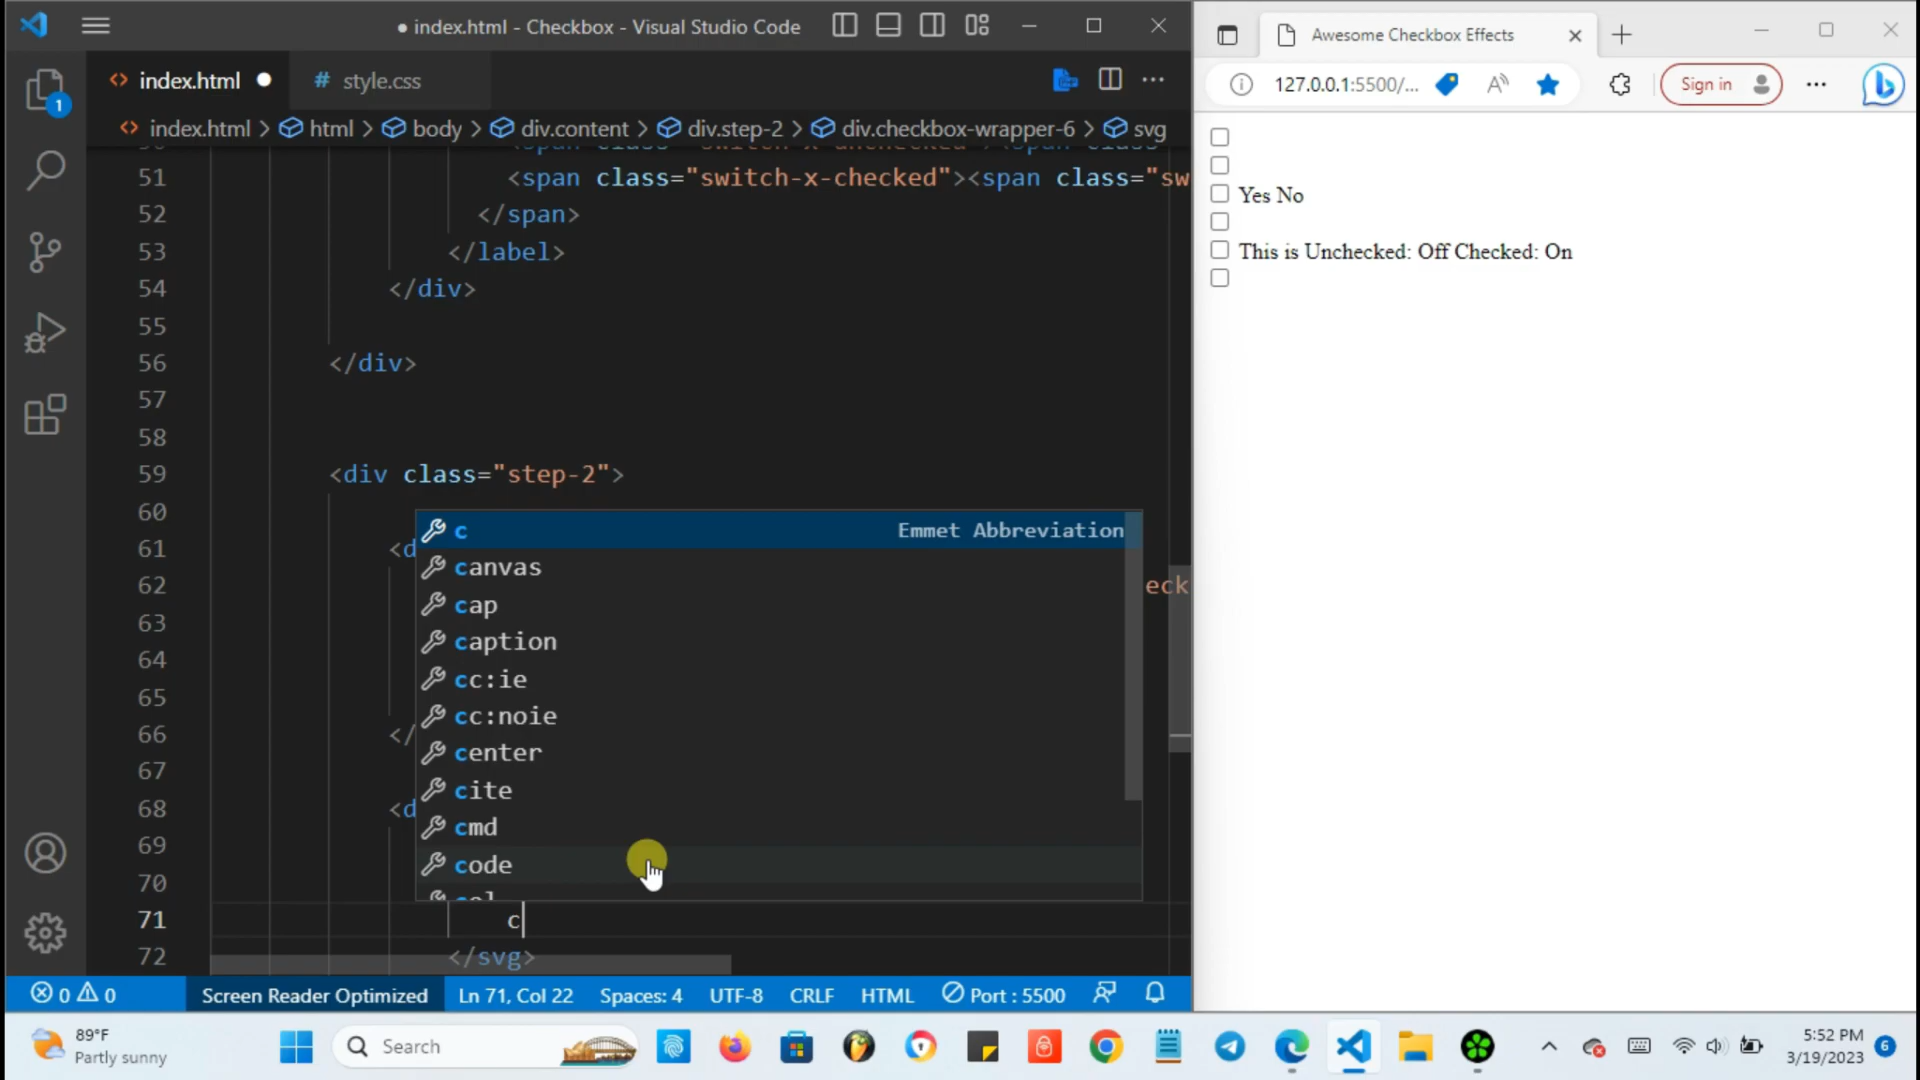 ● index.html - Checkbox - Visual Studio Code
index.html
# style.css
index.html > html > body > div.content > div.step-2 > div.checkbox-wrapper-6 > svg
51 <span class="switch-x-checked"><span class="sw
52 </span>
53 </label>
54 </div>
55
56 </div>
57
58
59 <div class="step-2">
60
61 <d
62 eck
63
64
65
66 </
67
68 <d
69
70
71 c
72 </svg>
c Emmet Abbreviation
canvas
cap
caption
cc:ie
cc:noie
center
cite
cmd
code
1
0 0
Screen Reader Optimized
Ln 71, Col 22
Spaces: 4
UTF-8
CRLF
HTML
Port : 5500
Awesome Checkbox Effects
127.0.0.1:5500/...
Sign in
Yes No
This is Unchecked: Off Checked: On
89°F
Partly sunny
Search
5:52 PM
3/19/2023
6